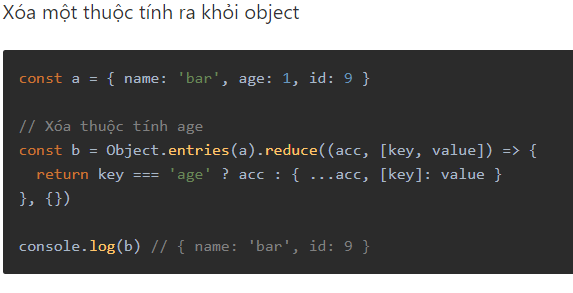 Xóa một thuộc tính ra khỏi object
const a = { name: 'bar', age: 1, id: 9 }
// Xóa thuộc tính age
const b = Object.entries(a).reduce((acc, [key, value]) => {
  return key === 'age' ? acc : { ...acc, [key]: value }
}, {})
console.log(b) // { name: 'bar', id: 9 }